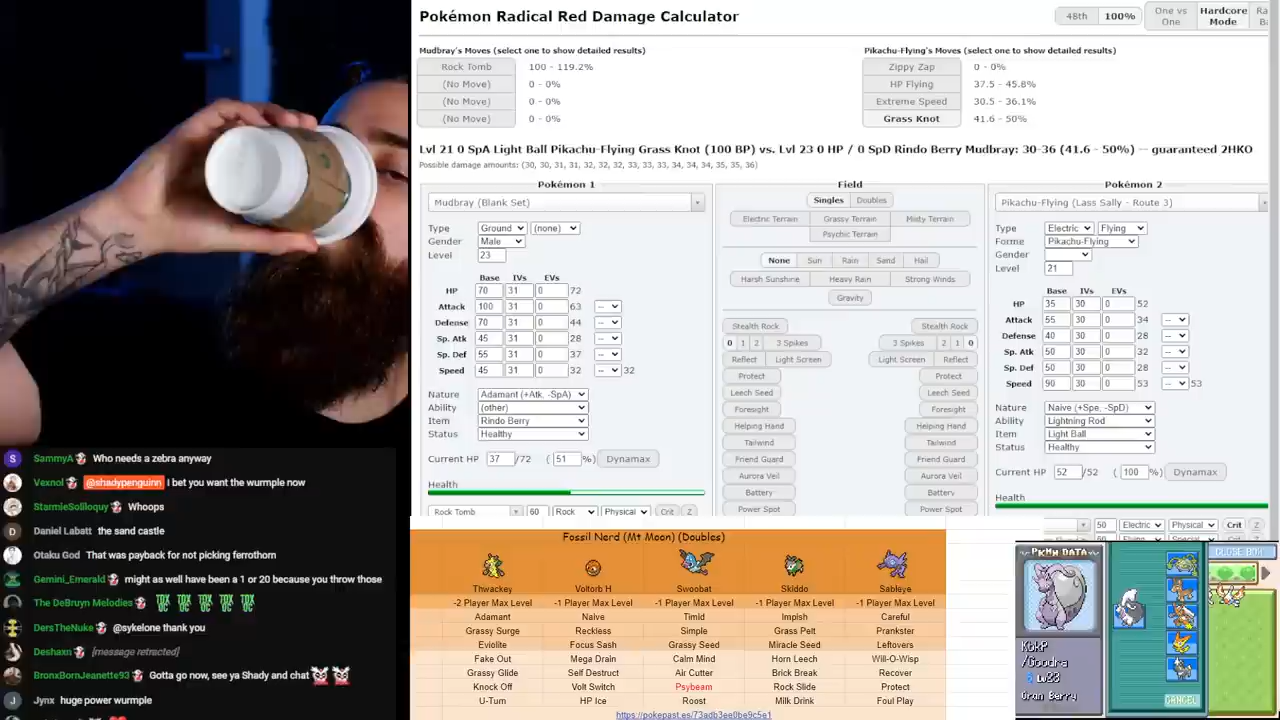 Pokémon Radical Red Damage Calculator
48th 100% One vs One Hardcore Mode
Mudbray's Moves (select one to show detailed results)
Rock Tomb 100 - 119.2%
(No Move) 0 - 0%
(No Move) 0 - 0%
(No Move) 0 - 0%
Pikachu-Flying's Moves (select one to show detailed results)
Zippy Zap 0 - 0%
HP Flying 37.5 - 45.8%
Extreme Speed 30.5 - 36.1%
Grass Knot 41.6 - 50%
Lvl 21 0 SpA Light Ball Pikachu-Flying Grass Knot (100 BP) vs. Lvl 23 0 HP / 0 SpD Rindo Berry Mudbray: 30-36 (41.6 - 50%) -- guaranteed 2HKO
Possible damage amounts: (30, 30, 31, 31, 32, 32, 32, 33, 33, 33, 34, 34, 34, 35, 35, 36)
Pokémon 1
Mudbray (Blank Set)
Type Ground (none)
Gender Male
Level 23
Base IVs EVs
HP 70 31 0 72
Attack 100 31 0 63 --
Defense 70 31 0 44 --
Sp. Atk 45 31 0 28 --
Sp. Def 55 31 0 37 --
Speed 45 31 0 32 -- 32
Nature Adamant (+Atk, -SpA)
Ability (other)
Item Rindo Berry
Status Healthy
Current HP 37 /72 ( 51 %) Dynamax
Health
Rock Tomb 60 Rock Physical Crit Z
Field
Singles Doubles
Electric Terrain Grassy Terrain Misty Terrain
Psychic Terrain
None Sun Rain Sand Hail
Harsh Sunshine Heavy Rain Strong Winds
Gravity
Stealth Rock Stealth Rock
0 1 2 3 Spikes 3 Spikes 2 1 0
Reflect Light Screen Light Screen Reflect
Protect Protect
Leech Seed Leech Seed
Foresight Foresight
Helping Hand Helping Hand
Tailwind Tailwind
Friend Guard Friend Guard
Aurora Veil Aurora Veil
Battery Battery
Power Spot Power Spot
Pokémon 2
Pikachu-Flying (Lass Sally - Route 3)
Type Electric Flying
Forme Pikachu-Flying
Gender
Level 21
Base IVs EVs
HP 35 30 0 52
Attack 55 30 0 34 --
Defense 40 30 0 28 --
Sp. Atk 50 30 0 32 --
Sp. Def 50 30 0 28 --
Speed 90 30 0 53 -- 53
Nature Naive (+Spe, -SpD)
Ability Lightning Rod
Item Light Ball
Status Healthy
Current HP 52 /52 ( 100 %) Dynamax
Health
50 Electric Physical Crit Z
SammyA Who needs a zebra anyway
Vexnol @shadypenguinn I bet you want the wurmple now
StarmieSoliloquy Whoops
Daniel Labatt the sand castle
Otaku God That was payback for not picking ferrothorn
Gemini_Emerald might as well have been a 1 or 20 because you threw those
The DeBruyn Melodies
DersTheNuke @sykelone thank you
Deshaxn [message retracted]
BronxBornJeanette93 Gotta go now, see ya Shady and chat
Jynx huge power wurmple
Fossil Nerd (Mt Moon) (Doubles)
Thwackey Voltorb H Swoobat Skiddo Sableye
-2 Player Max Level -1 Player Max Level -1 Player Max Level -1 Player Max Level -1 Player Max Level
Adamant Naive Timid Impish Careful
Grassy Surge Reckless Simple Grass Pelt Prankster
Eviolite Focus Sash Grassy Seed Miracle Seed Leftovers
Fake Out Mega Drain Calm Mind Horn Leech Will-O-Wisp
Grassy Glide Self Destruct Air Cutter Brick Break Recover
Knock Off Volt Switch Psybeam Rock Slide Protect
U-Turn HP Ice Roost Milk Drink Foul Play
https://pokepast.es/73adb3ee0be9c5e1
PKMN DATA
CLOSE BOX
/Goodra
Lv33
Oran Berry
CANCEL